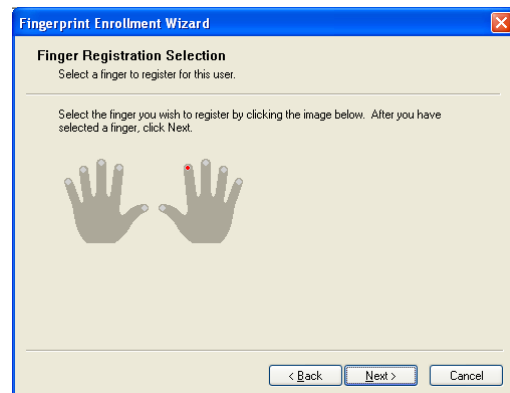 Fingerprint Enrollment Wizard
Finger Registration Selection
Select a finger to register for this user.
Select the finger you wish to register by clicking the image below. After you have
selected a finger, click Next.
< Back Next > Cancel